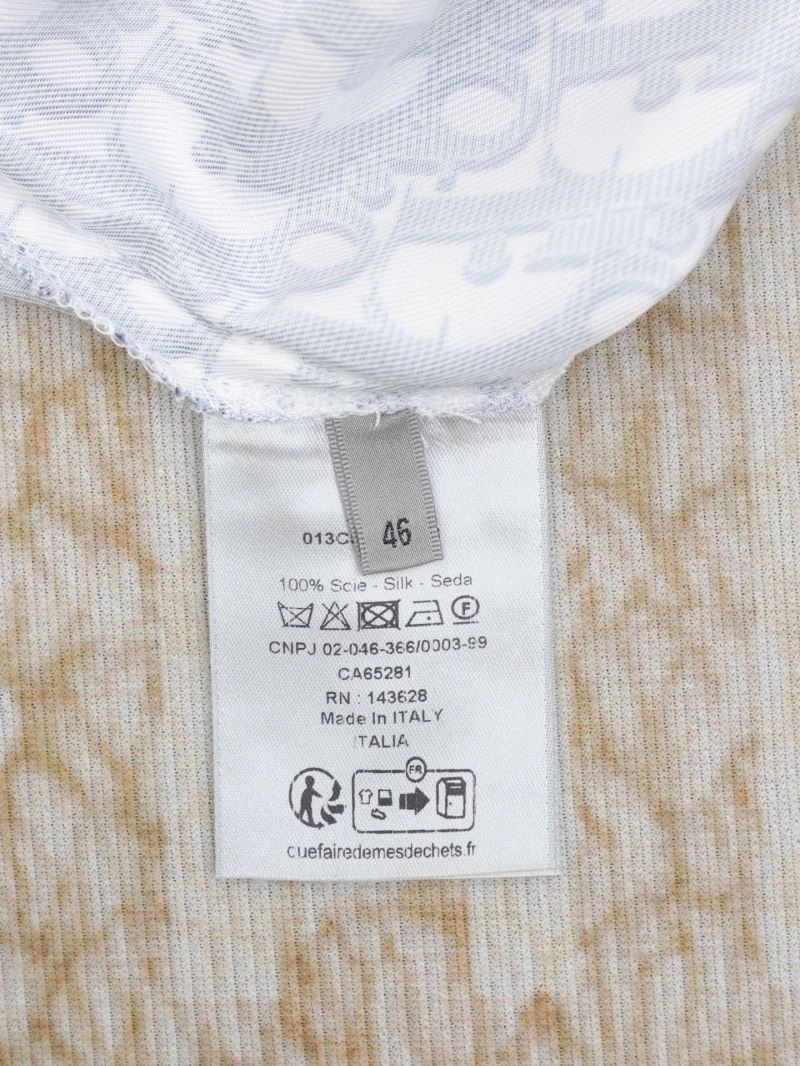 46
013C
100% Scie - Silk - Seda
F
CNPJ 02-046-366/0003-99
CA65281
RN : 143628
Made In ITALY
ITALIA
FR
cuefairedemesdechets.fr